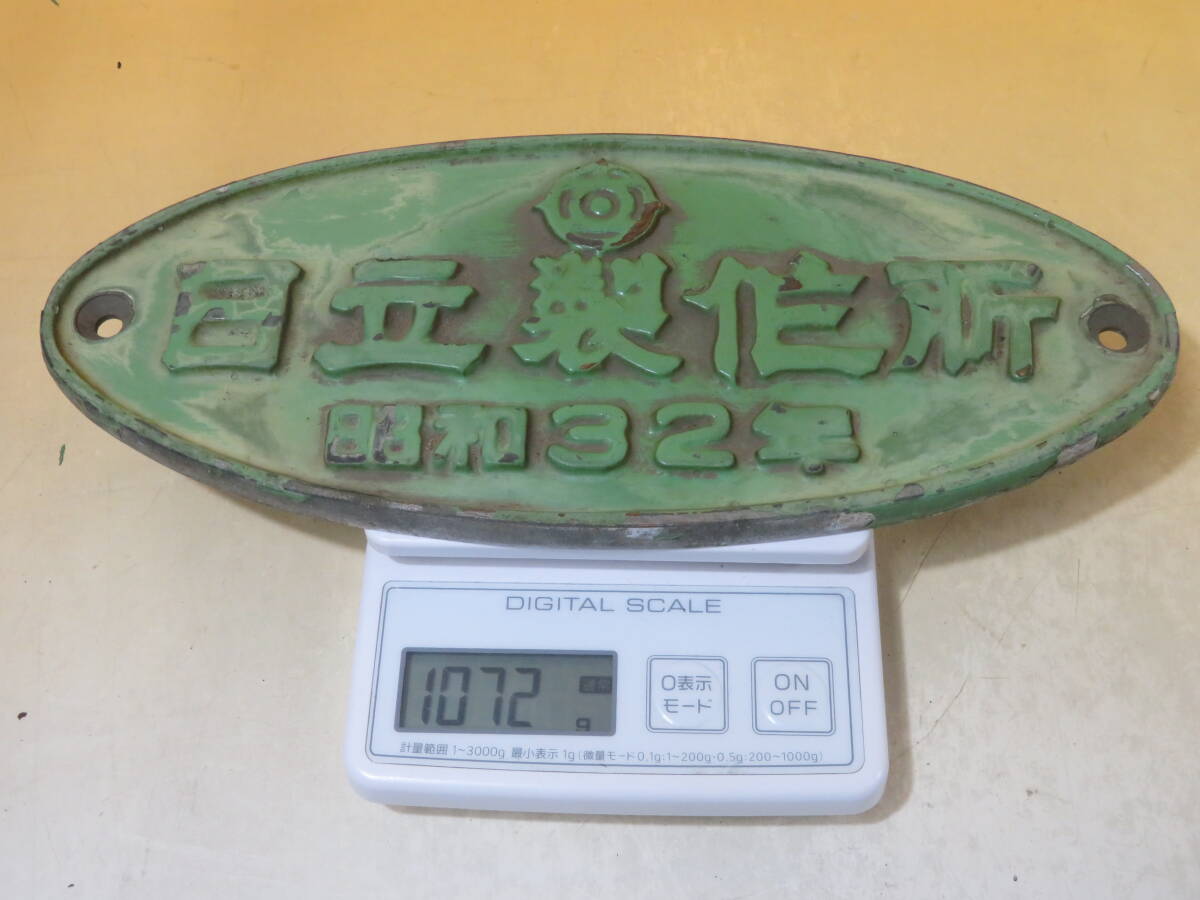 日立製作所
昭和32年
DIGITAL SCALE
1072 g
0表示
モード
ON
OFF
計量範囲 1~3000g 最小表示 1g (微量モード 0.1g:1~200g・0.5g:200~1000g)